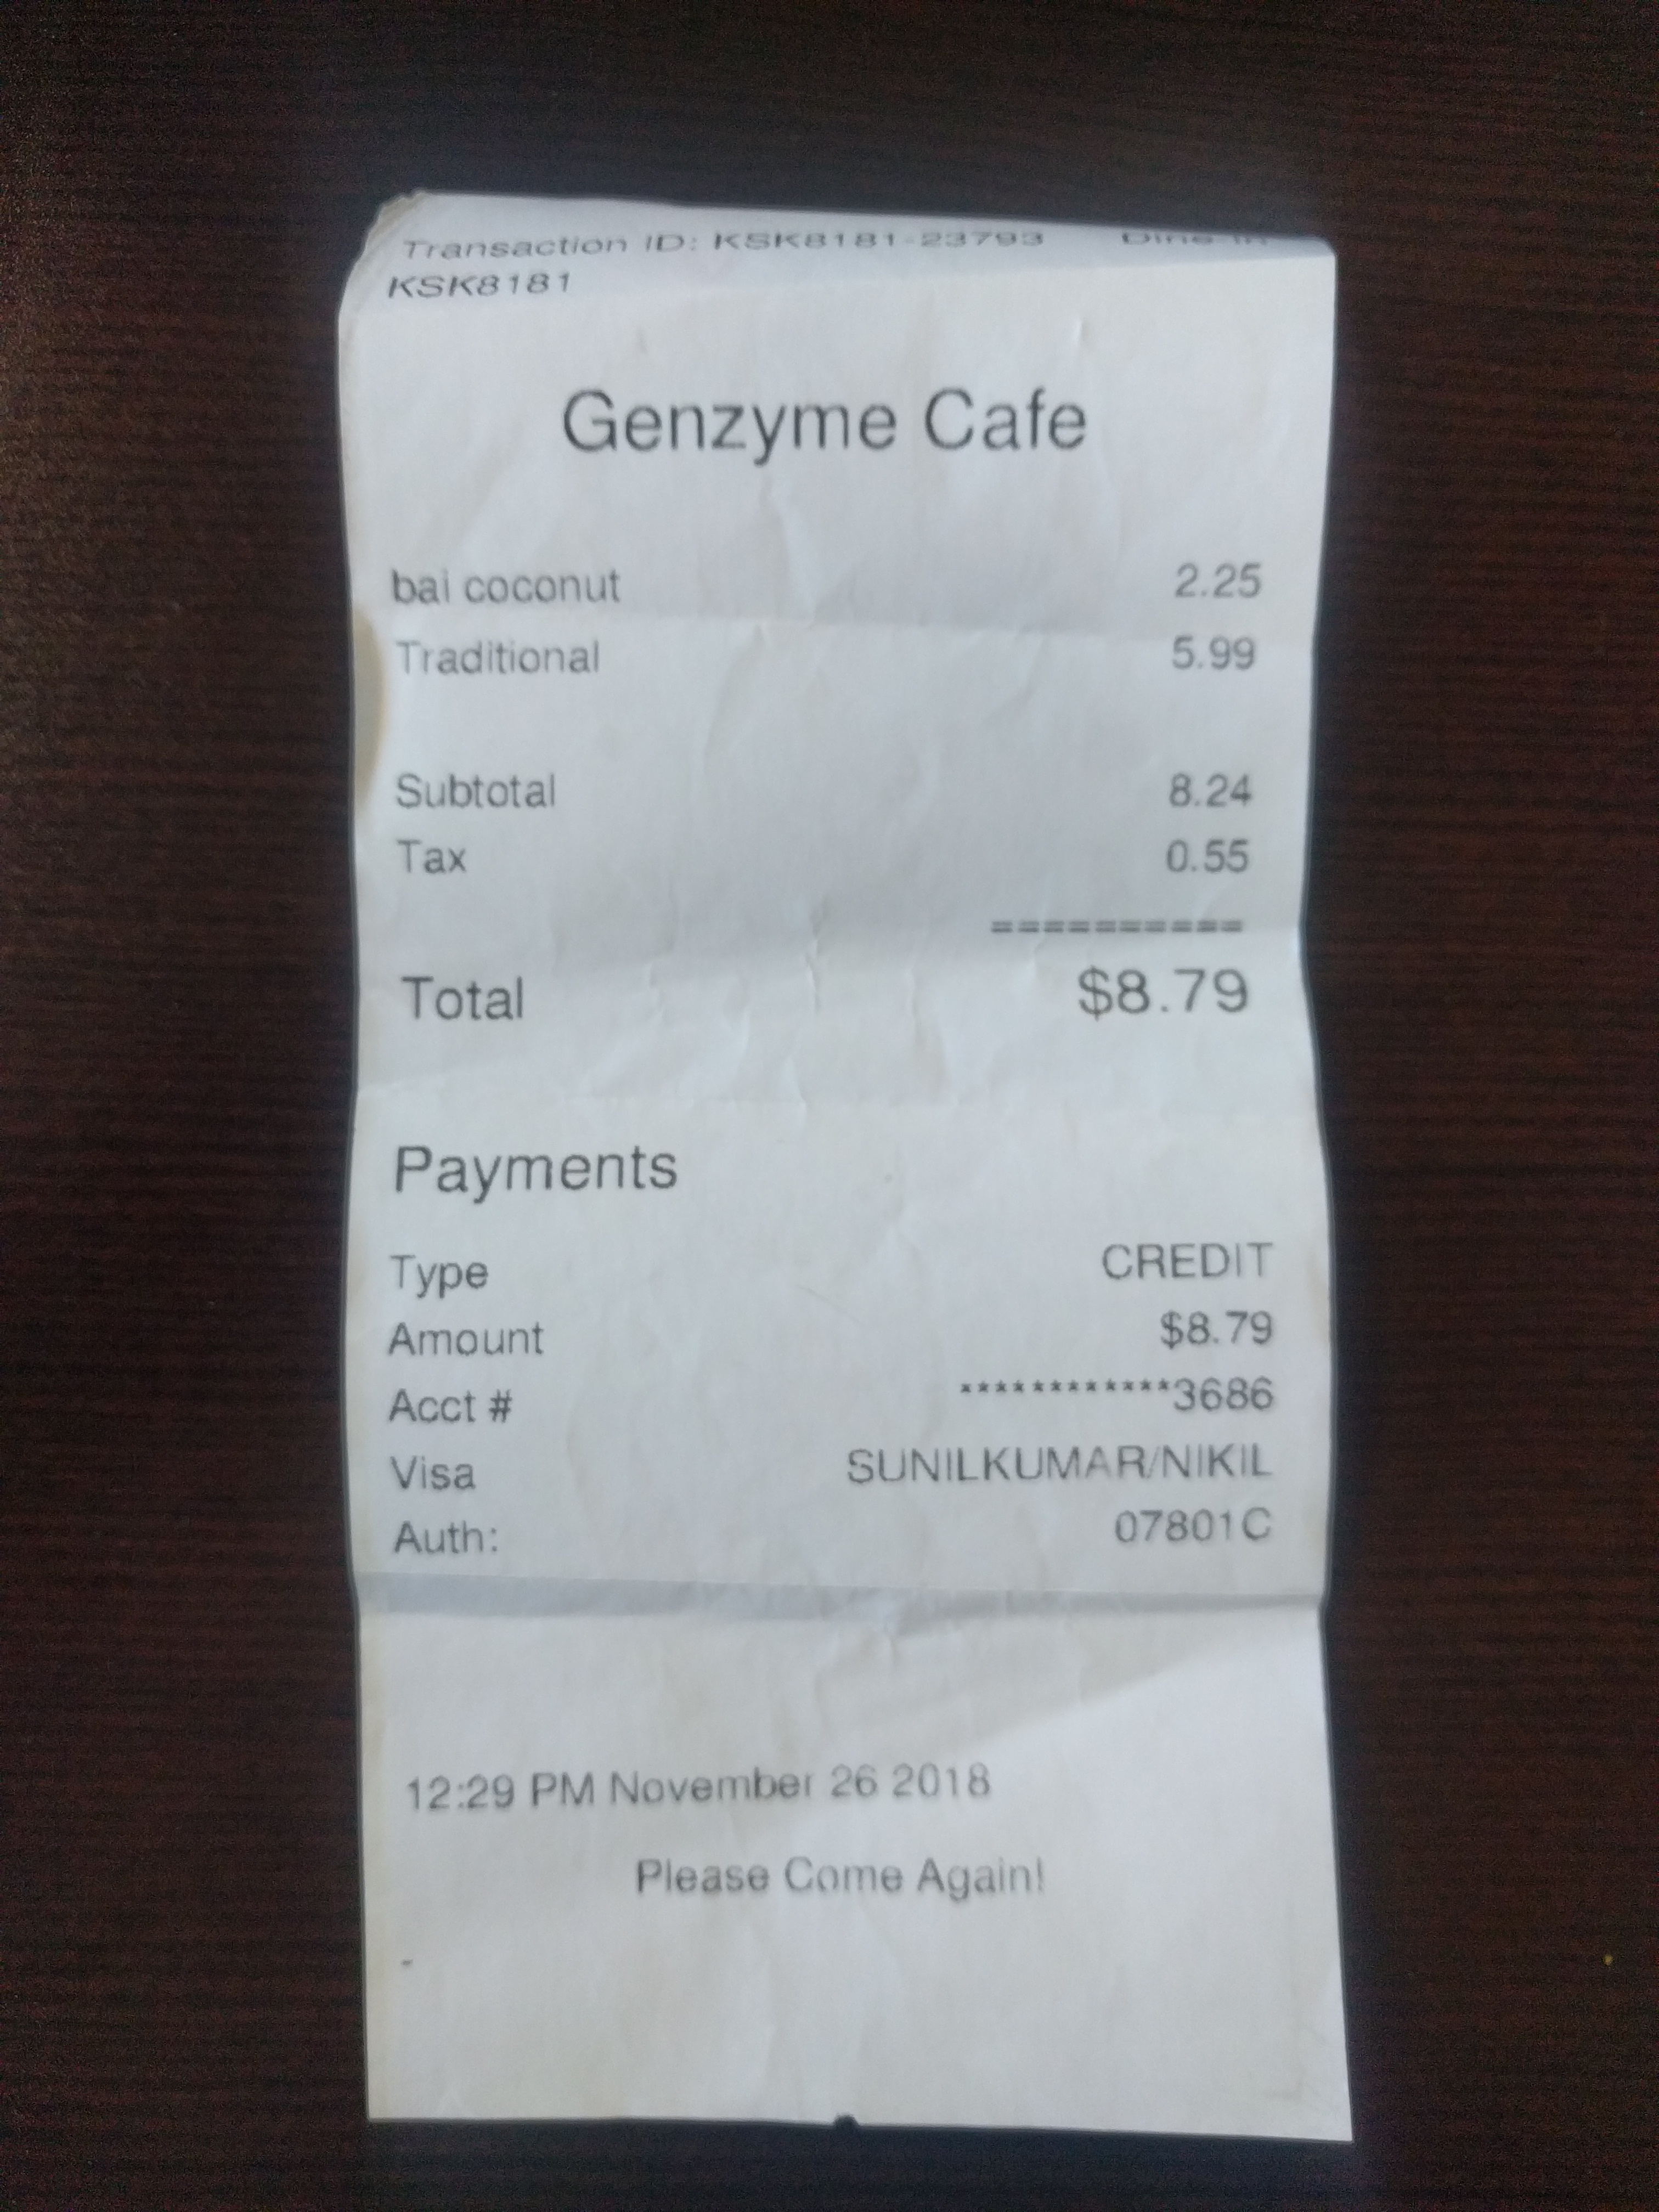 Transaction ID: KSK8181-23793 Dine-In
KSK8181
Genzyme Cafe
bai coconut 2.25
Traditional 5.99
Subtotal 8.24
Tax 0.55
==========
Total $8.79
Payments
Type CREDIT
Amount $8.79
Acct # ************3686
Visa SUNILKUMAR/NIKIL
Auth: 07801C
12:29 PM November 26 2018
Please Come Again!
-